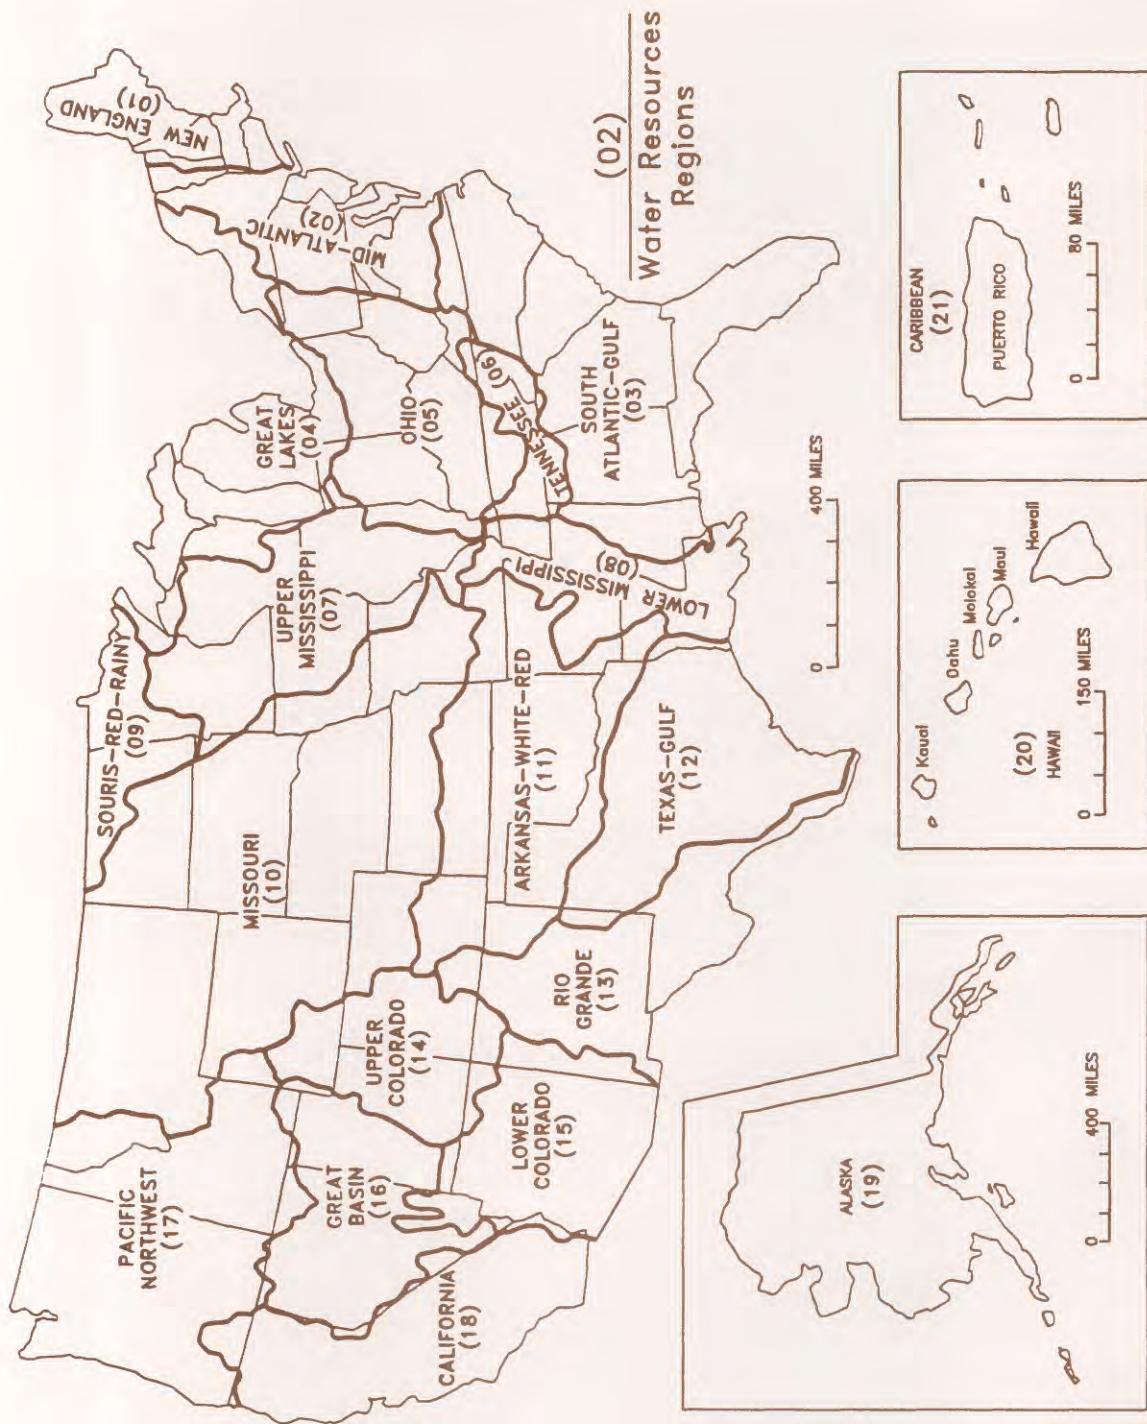 NEW ENGLAND
(01)
MID-ATLANTIC
(02)
(02)
Water Resources
Regions
SOURIS-RED-RAINY
(09)
GREAT
LAKES
(04)
OHIO
(05)
TENNESSEE (06)
SOUTH
ATLANTIC-GULF
(03)
UPPER
MISSISSIPPI
(07)
LOWER MISSISSIPPI
(08)
MISSOURI
(10)
ARKANSAS-WHITE-RED
(11)
TEXAS-GULF
(12)
RIO
GRANDE
(13)
UPPER
COLORADO
(14)
LOWER
COLORADO
(15)
GREAT
BASIN
(16)
PACIFIC
NORTHWEST
(17)
CALIFORNIA
(18)
0 400 MILES
ALASKA
(19)
0 400 MILES
Kauai
Oahu
Molokai
Maui
Hawaii
(20)
HAWAII
0 150 MILES
CARIBBEAN
(21)
PUERTO RICO
0 80 MILES